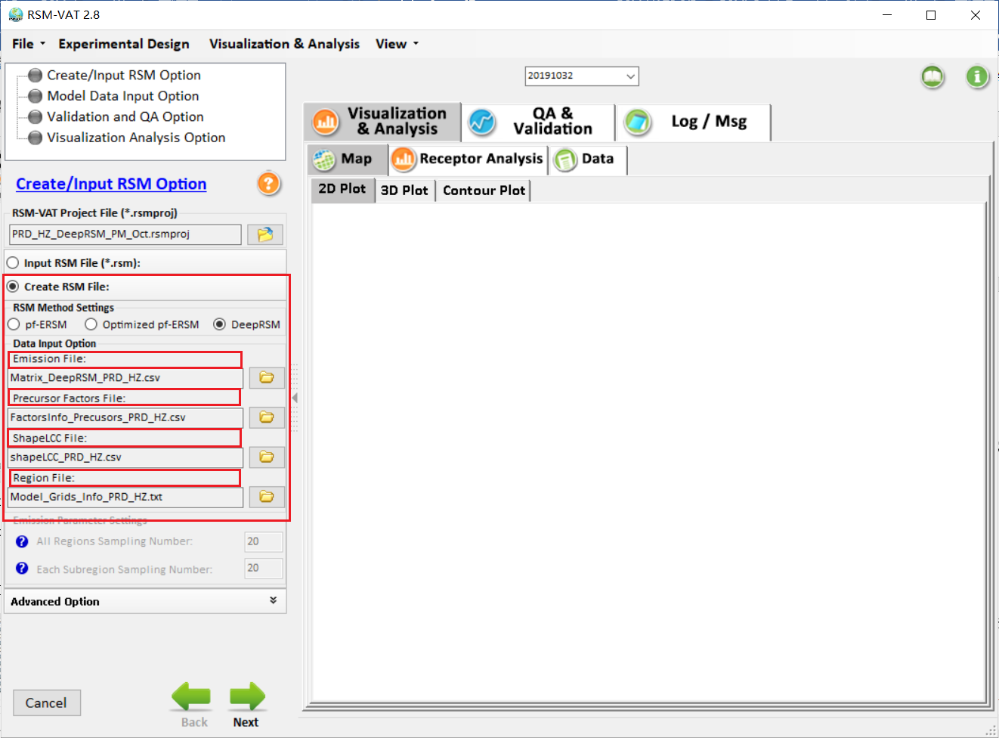 RSM-VAT 2.8
File Experimental Design Visualization & Analysis View
Create/Input RSM Option
Model Data Input Option
Validation and QA Option
Visualization Analysis Option
20191032
Visualization & Analysis
QA & Validation
Log / Msg
Map
Receptor Analysis
Data
2D Plot
3D Plot
Contour Plot
Create/Input RSM Option
RSM-VAT Project File (*.rsmproj)
PRD_HZ_DeepRSM_PM_Oct.rsmproj
Input RSM File (*.rsm):
Create RSM File:
RSM Method Settings
pf-ERSM Optimized pf-ERSM DeepRSM
Data Input Option
Emission File:
Matrix_DeepRSM_PRD_HZ.csv
Precursor Factors File:
FactorsInfo_Precusors_PRD_HZ.csv
ShapeLCC File:
shapeLCC_PRD_HZ.csv
Region File:
Model_Grids_Info_PRD_HZ.txt
Emission Parameter Settings
All Regions Sampling Number: 20
Each Subregion Sampling Number: 20
Advanced Option
Cancel
Back
Next